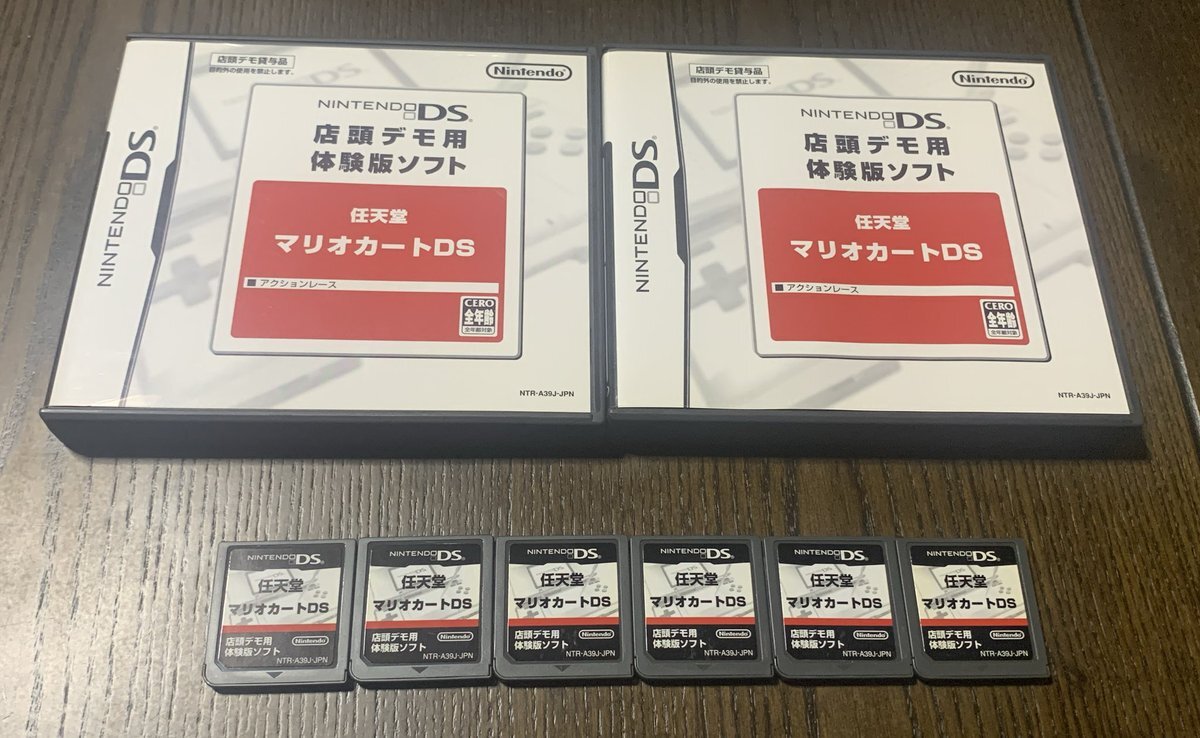 店頭デモ貸与品
目的外の使用を禁止します。
Nintendo®
NINTENDO DS®
店頭デモ用
体験版ソフト
任天堂
マリオカートDS
■ アクションレース
CERO
全年齢
全年齢対象
NTR-A39J-JPN
NINTENDO DS®
店頭デモ貸与品
目的外の使用を禁止します。
Nintendo®
NINTENDO DS®
店頭デモ用
体験版ソフト
任天堂
マリオカートDS
■ アクションレース
CERO
全年齢
全年齢対象
NTR-A39J-JPN
NINTENDO DS®
NINTENDO DS
任天堂
マリオカートDS
店頭デモ用
体験版ソフト
Nintendo
NTR-A39J-JPN
NINTENDO DS
任天堂
マリオカートDS
店頭デモ用
体験版ソフト
Nintendo
NTR-A39J-JPN
NINTENDO DS
任天堂
マリオカートDS
店頭デモ用
体験版ソフト
Nintendo
NTR-A39J-JPN
NINTENDO DS
任天堂
マリオカートDS
店頭デモ用
体験版ソフト
Nintendo
NTR-A39J-JPN
NINTENDO DS
任天堂
マリオカートDS
店頭デモ用
体験版ソフト
Nintendo
NTR-A39J-JPN
NINTENDO DS
任天堂
マリオカートDS
店頭デモ用
体験版ソフト
Nintendo
NTR-A39J-JPN